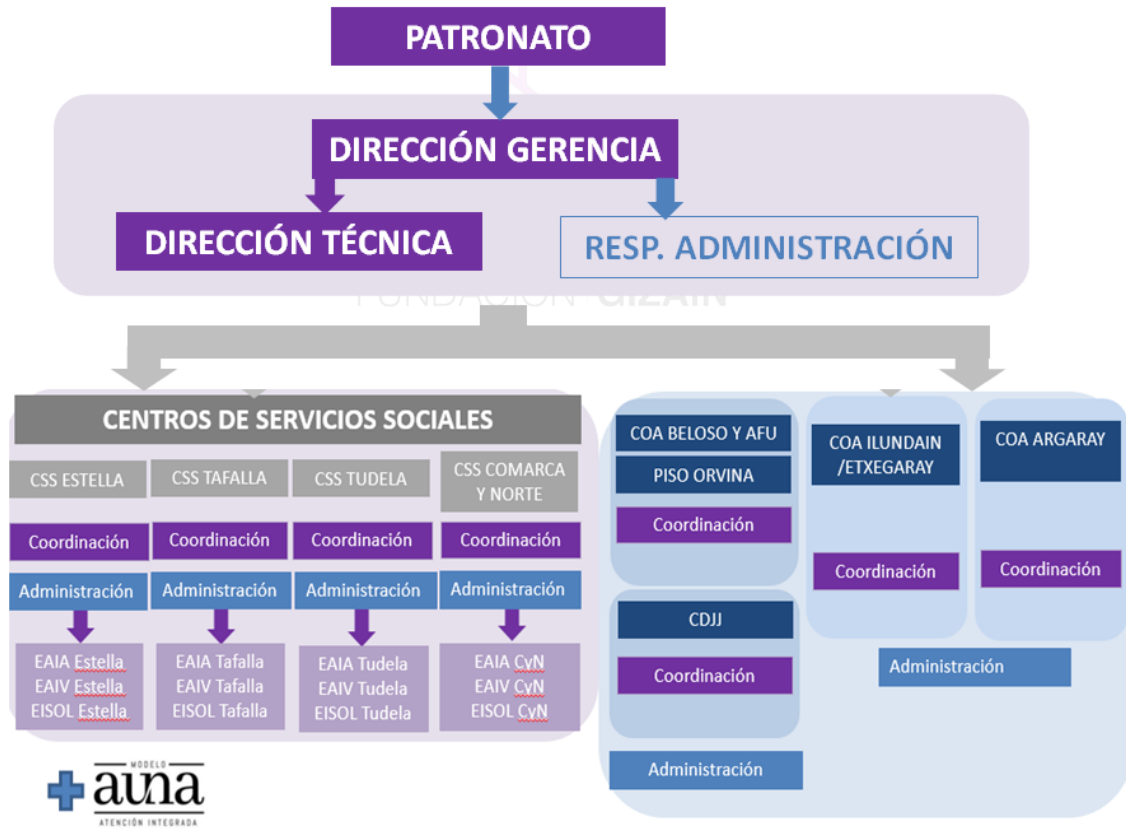 PATRONATO
DIRECCIÓN GERENCIA
DIRECCIÓN TÉCNICA
RESP. ADMINISTRACIÓN
FUNDACIÓN GIZAIN
CENTROS DE SERVICIOS SOCIALES
CSS ESTELLA
CSS TAFALLA
CSS TUDELA
CSS COMARCA
Y NORTE
Coordinación
Coordinación
Coordinación
Coordinación
Administración
Administración
Administración
Administración
EAIA Estella
EAIV Estella
EISOL Estella
EAIA Tafalla
EAIV Tafalla
EISOL Tafalla
EAIA Tudela
EAIV Tudela
EISOL Tudela
EAIA CyN
EAIV CyN
EISOL CyN
COA BELOSO Y AFU
PISO ORVINA
Coordinación
CDJJ
Coordinación
Administración
COA ILUNDAIN
/ETXEGARAY
Coordinación
COA ARGARAY
Coordinación
Administración
MODELO
auna
ATENCIÓN INTEGRADA